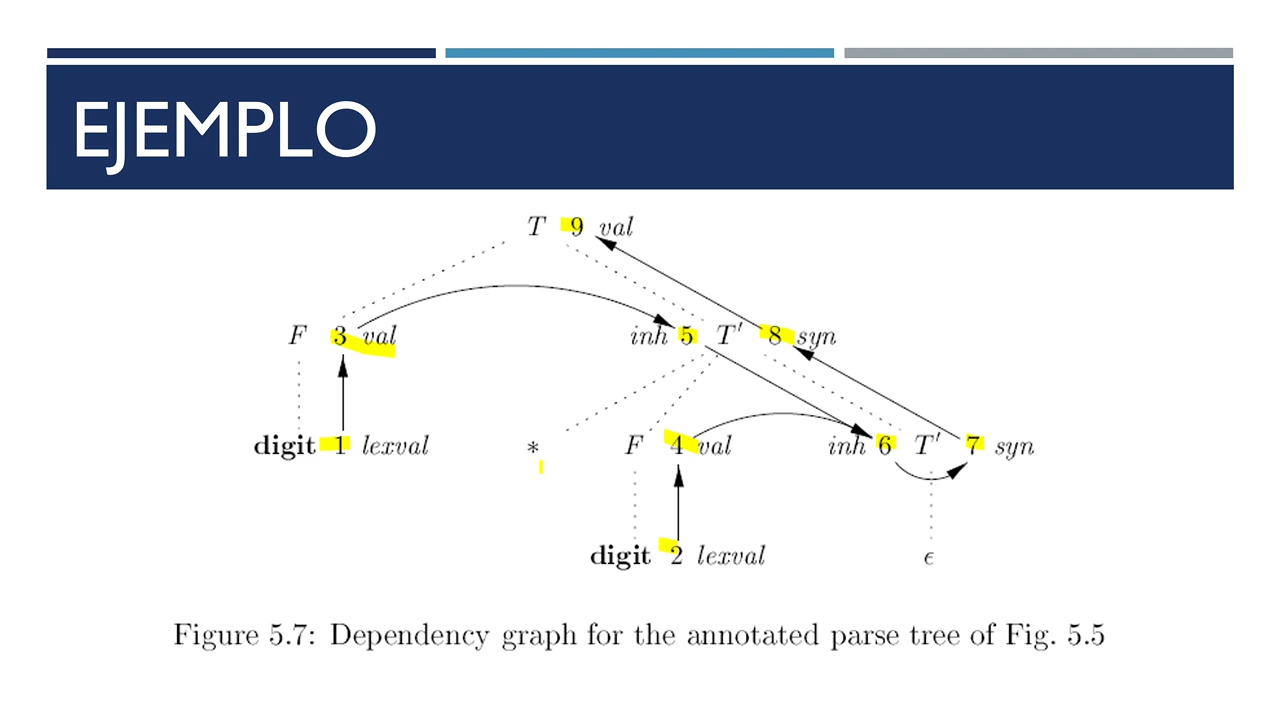 EJEMPLO
T 9 val
F 3 val inh 5 T′ 8 syn
digit 1 lexval * F 4 val inh 6 T′ 7 syn
digit 2 lexval ϵ
Figure 5.7: Dependency graph for the annotated parse tree of Fig. 5.5